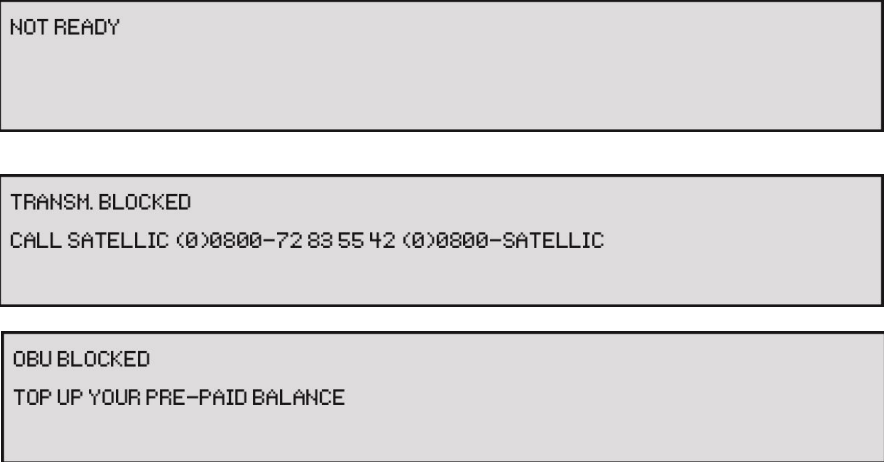 NOT READY
TRANSM. BLOCKED
CALL SATELLIC (0)0800-72 83 55 42 (0)0800-SATELLIC
OBU BLOCKED
TOP UP YOUR PRE-PAID BALANCE